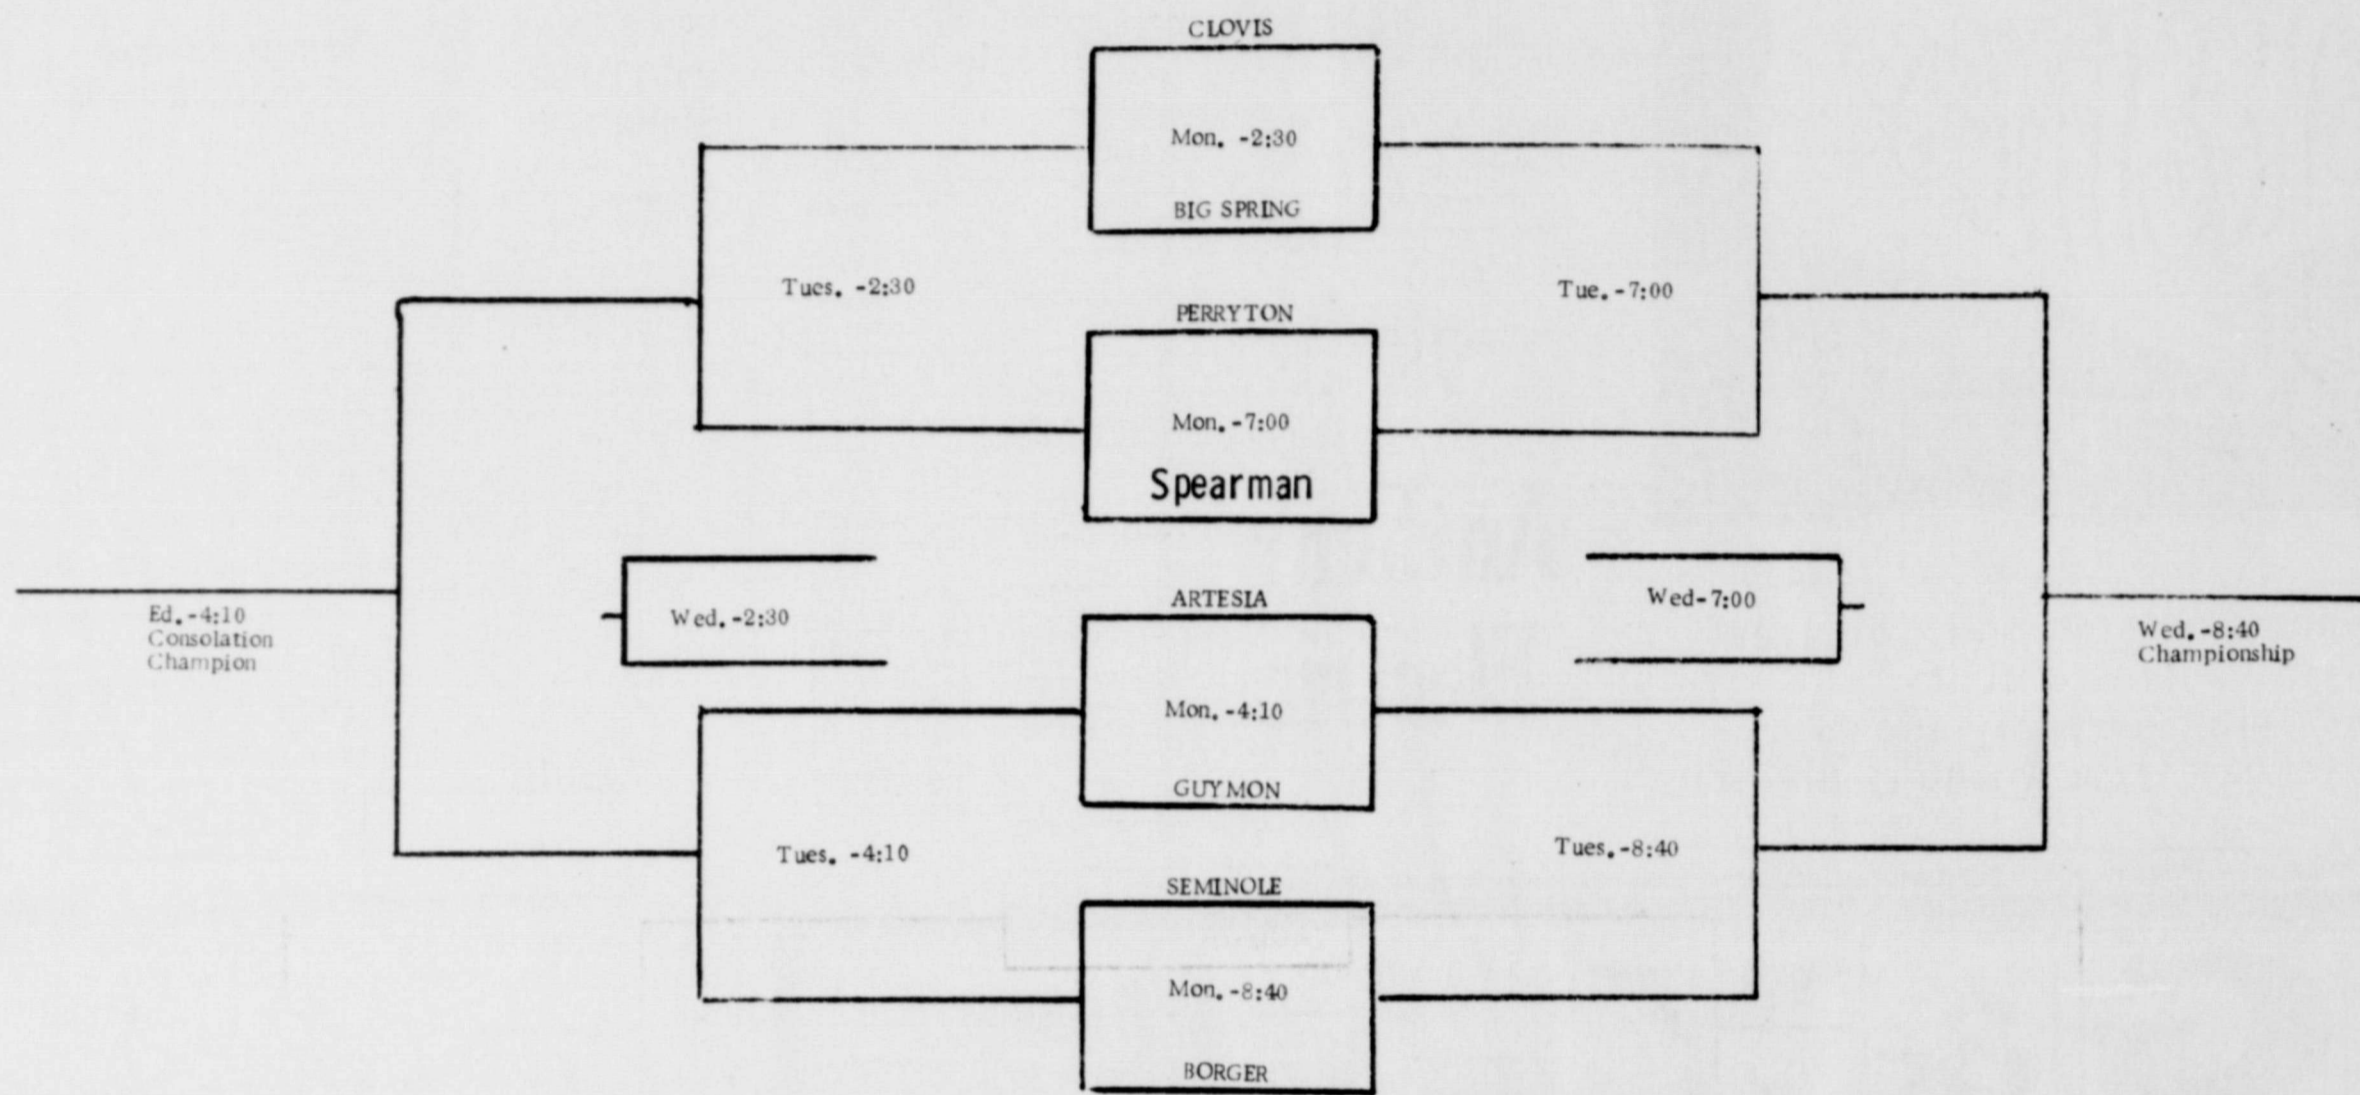 CLOVIS
Mon. -2:30
BIG SPRING
Tues. -2:30
Tue. -7:00
PERRYTON
Mon. -7:00
Spearman
Ed. -4:10
Consolation
Champion
Wed. -2:30
ARTESIA
Wed-7:00
Wed. -8:40
Championship
Mon. -4:10
GUYMON
Tues. -4:10
Tues. -8:40
SEMINOLE
Mon. -8:40
BORGER